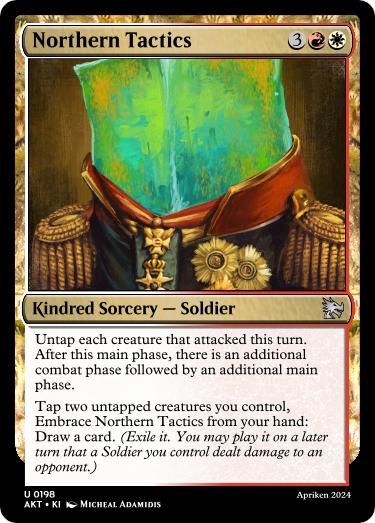 Northern Tactics 3
Kindred Sorcery — Soldier
Untap each creature that attacked this turn.
After this main phase, there is an additional
combat phase followed by an additional main
phase.
Tap two untapped creatures you control,
Embrace Northern Tactics from your hand:
Draw a card. (Exile it. You may play it on a later
turn that a Soldier you control dealt damage to an
opponent.)
U 0198
Apriken 2024
AKT • KI Micheal Adamidis